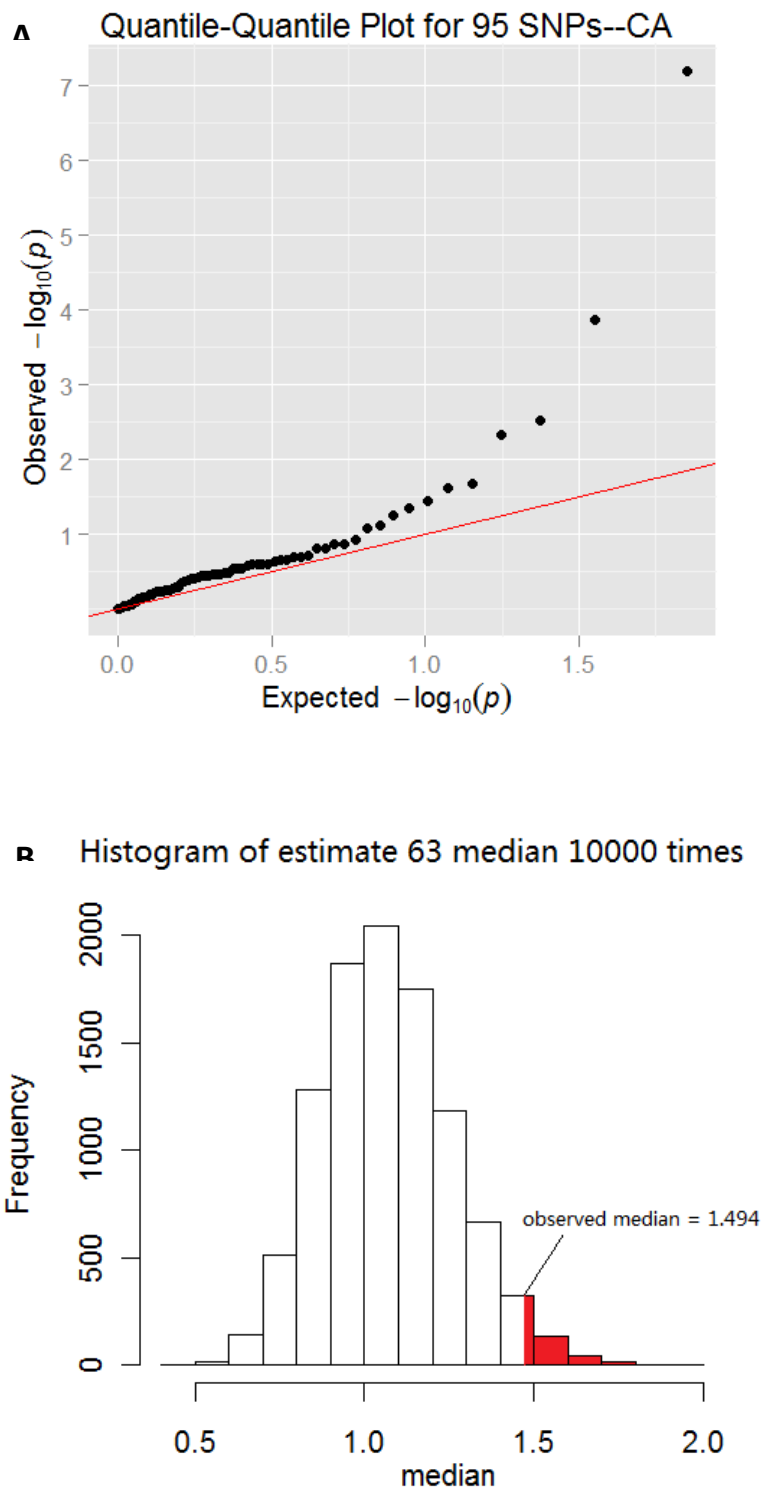 A
Quantile-Quantile Plot for 95 SNPs--CA
7
6
5
4
3
2
1
Observed −log₁₀(p)
0.0 0.5 1.0 1.5
Expected −log₁₀(p)
B
Histogram of estimate 63 median 10000 times
2000
1500
1000
500
0
Frequency
observed median = 1.494
0.5 1.0 1.5 2.0
median